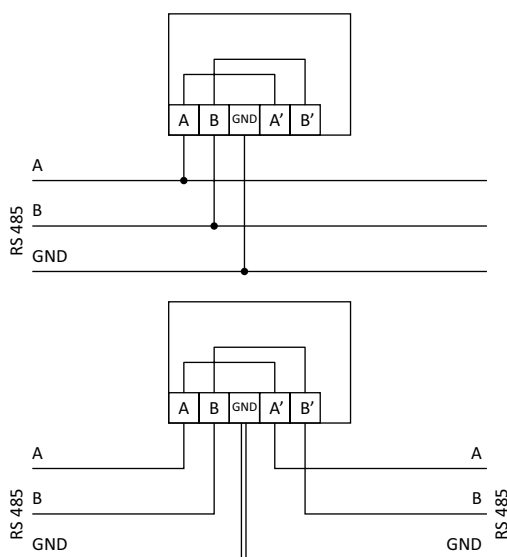 A B GND A’ B’
A
B
RS 485
GND
A B GND A’ B’
A A
B B
RS 485 RS 485
GND GND